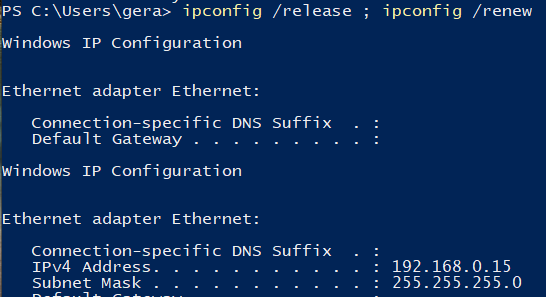 PS C:\Users\gera> ipconfig /release ; ipconfig /renew
Windows IP Configuration
Ethernet adapter Ethernet:
Connection-specific DNS Suffix . :
Default Gateway . . . . . . . . . :
Windows IP Configuration
Ethernet adapter Ethernet:
Connection-specific DNS Suffix . :
IPv4 Address. . . . . . . . . . . : 192.168.0.15
Subnet Mask . . . . . . . . . . . : 255.255.255.0
Default Gateway . . . . . . . . . :